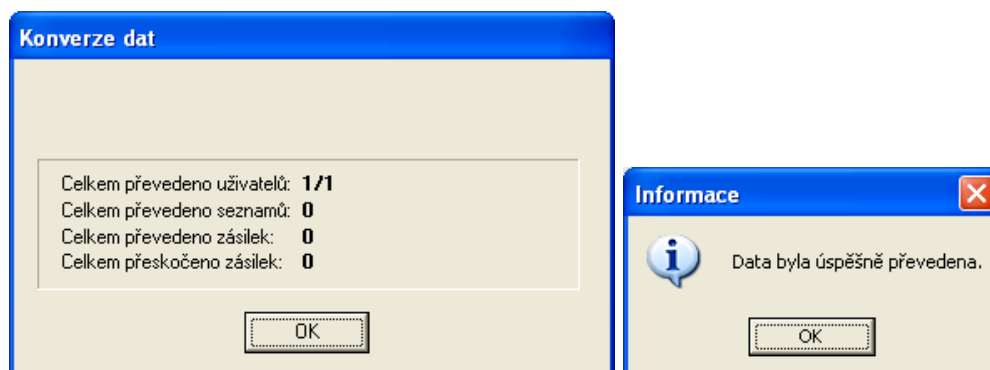 Konverze dat
Celkem převedeno uživatelů: 1/1
Celkem převedeno seznamů: 0
Celkem převedeno zásilek: 0
Celkem přeskočeno zásilek: 0
OK
Informace
Data byla úspěšně převedena.
OK